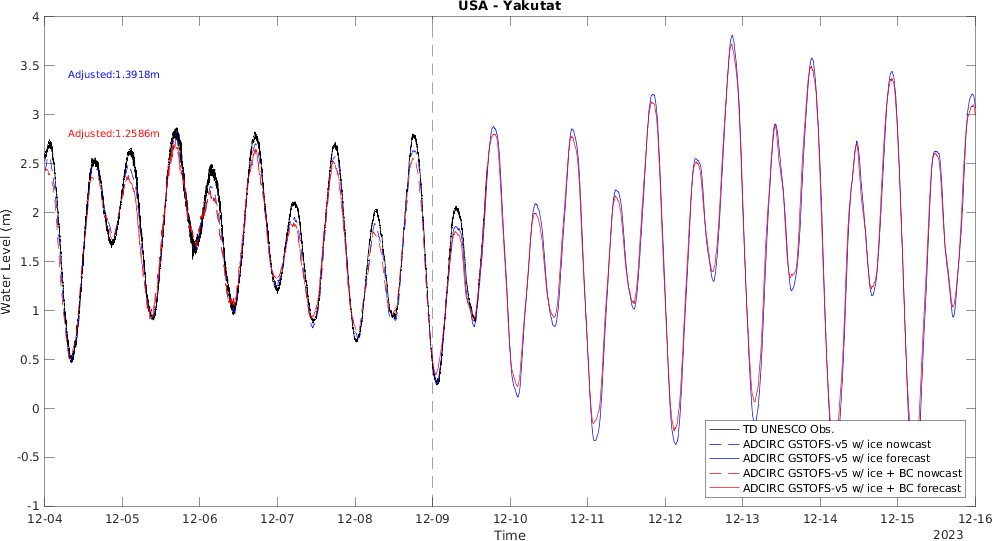 USA - Yakutat
4
3.5
3
2.5
2
1.5
1
0.5
0
-0.5
-1
Water Level (m)
Adjusted:1.3918m
Adjusted:1.2586m
TD UNESCO Obs.
ADCIRC GSTOFS-v5 w/ ice nowcast
ADCIRC GSTOFS-v5 w/ ice forecast
ADCIRC GSTOFS-v5 w/ ice + BC nowcast
ADCIRC GSTOFS-v5 w/ ice + BC forecast
12-04 12-05 12-06 12-07 12-08 12-09 12-10 12-11 12-12 12-13 12-14 12-15 12-16
Time
2023